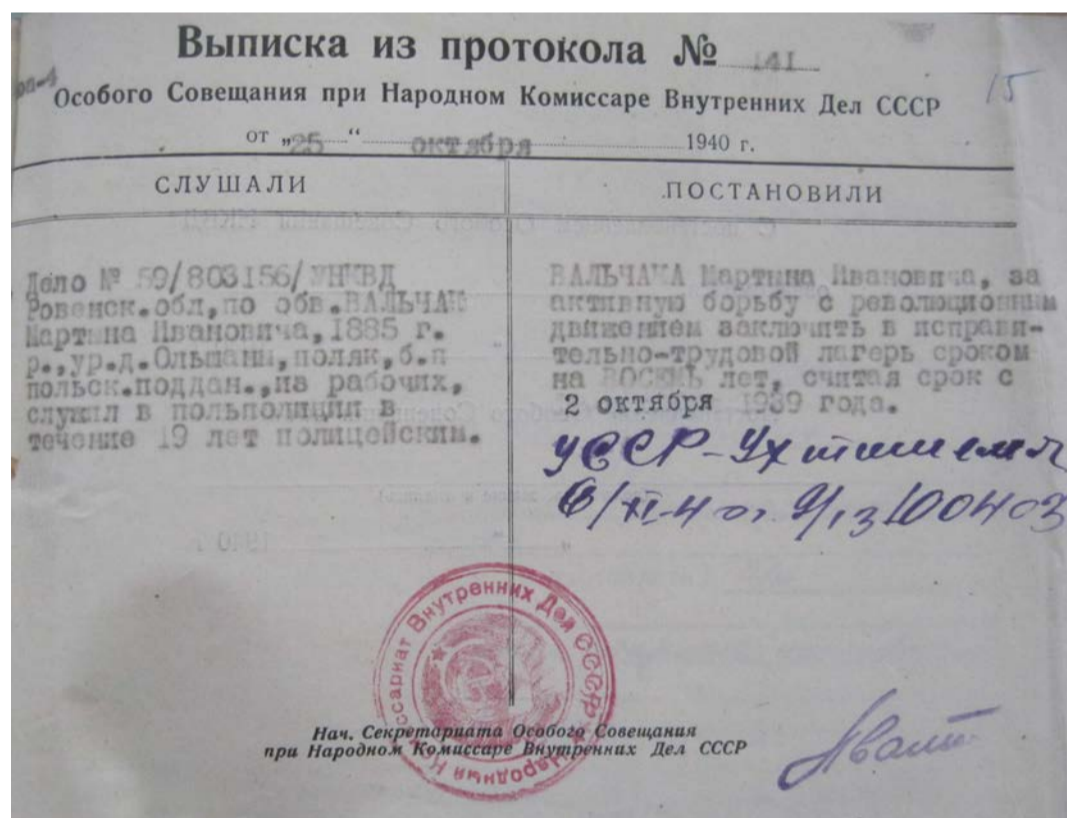 Выписка из протокола № 141
15
Особого Совещания при Народном Комиссаре Внутренних Дел СССР
от „25“ октября 1940 г.
СЛУШАЛИ
Дело № 59/803156/УНКВД
Ровенск.обл,по обв.ВАЛЬЧАК
Мартина Ивановича,1885 г.
р.,ур.д.Ольшани,поляк,б.п
польск.поддан.,из рабочих,
служил в польполиции в
течение 19 лет полицейским.
ПОСТАНОВИЛИ
ВАЛЬЧАКА Мартина Ивановича, за
активную борьбу с революционным
движением заключить в исправи-
тельно-трудовой лагерь сроком
на ВОСЕМЬ лет, считая срок с
2 октября 1939 года.
Народный Комиссариат Внутренних Дел СССР
Нач. Секретариата Особого Совещания
при Народном Комиссаре Внутренних Дел СССР